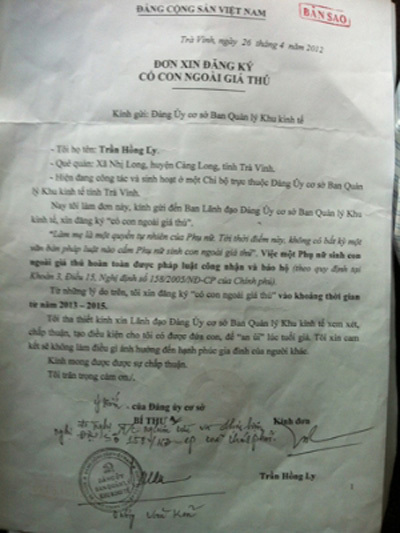 ĐẢNG CỘNG SẢN VIỆT NAM
BẢN SAO
Trà Vinh, ngày 26 tháng 4 năm 2012
ĐƠN XIN ĐĂNG KÝ
CÓ CON NGOÀI GIÁ THÚ
Kính gửi: Đảng Ủy cơ sở Ban Quản lý Khu kinh tế
- Tôi họ tên: Trần Hồng Ly.
- Quê quán: Xã Nhị Long, huyện Càng Long, tỉnh Trà Vinh.
- Hiện đang công tác và sinh hoạt ở một Chi bộ trực thuộc Đảng Ủy cơ sở Ban Quản
lý Khu kinh tế tỉnh Trà Vinh.
Nay tôi làm đơn này, kính gửi đến Ban Lãnh đạo Đảng Ủy cơ sở Ban Quản lý Khu
kinh tế, xin đăng ký "có con ngoài giá thú".
"Làm mẹ là một quyền tự nhiên của Phụ nữ. Tới thời điểm này, không có bất kỳ một
văn bản pháp luật nào cấm Phụ nữ sinh con ngoài giá thú". Việc một Phụ nữ sinh con
ngoài giá thú hoàn toàn được pháp luật công nhận và bảo hộ (theo quy định tại
Khoản 3, Điều 15, Nghị định số 158/2005/NĐ-CP của Chính phủ).
Từ những lý do trên, tôi xin đăng ký "có con ngoài giá thú" vào khoảng thời gian
từ năm 2013 - 2015.
Tôi tha thiết kính xin Lãnh đạo Đảng Ủy cơ sở Ban Quản lý Khu kinh tế xem xét,
chấp thuận, tạo điều kiện cho tôi có được đứa con, để "an ủi" lúc tuổi già. Tôi xin cam
kết sẽ không làm điều gì ảnh hưởng đến hạnh phúc gia đình của người khác.
Kính mong được được sự chấp thuận.
Tôi trân trọng cám ơn./.
Ý kiến của Đảng ủy cơ sở
BÍ THƯ
Kính đơn
Trần Hồng Ly
ĐẢNG ỦY